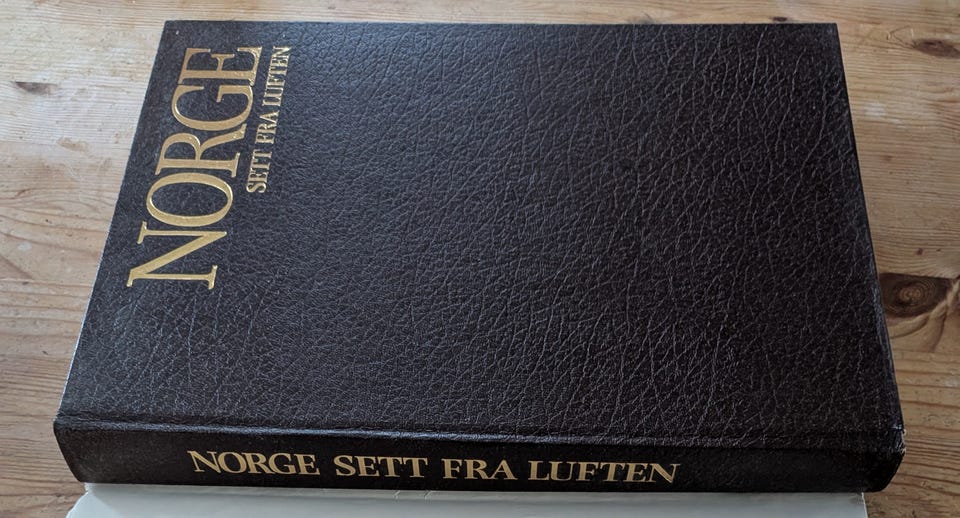 NORGE
SETT FRA LUFTEN
NORGE SETT FRA LUFTEN